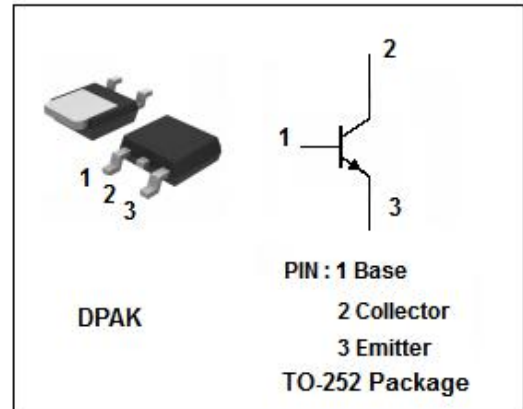 1
2
3
DPAK
2
1
3
PIN : 1 Base
2 Collector
3 Emitter
TO-252 Package